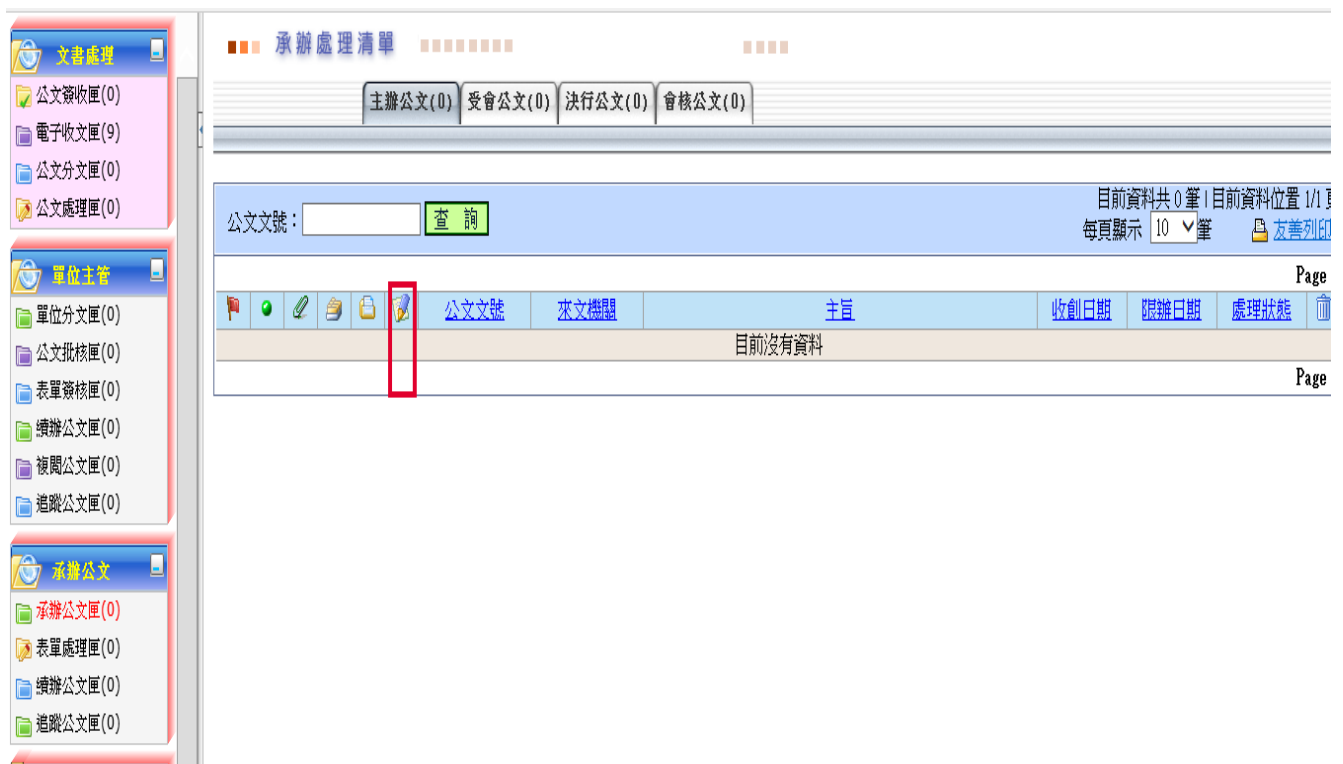 文書處理
公文簽收匣(0)
電子收文匣(9)
公文分文匣(0)
公文處理匣(0)
單位主管
單位分文匣(0)
公文批核匣(0)
表單簽核匣(0)
續辦公文匣(0)
複閱公文匣(0)
追蹤公文匣(0)
承辦公文
承辦公文匣(0)
表單處理匣(0)
續辦公文匣(0)
追蹤公文匣(0)
承辦處理清單
主辦公文(0) 受會公文(0) 決行公文(0) 會核公文(0)
公文文號： 查 詢
目前資料共 0 筆 | 目前資料位置 1/1 頁
每頁顯示 10 筆 友善列印
Page
公文文號 來文機關 主旨 收創日期 限辦日期 處理狀態
目前沒有資料
Page